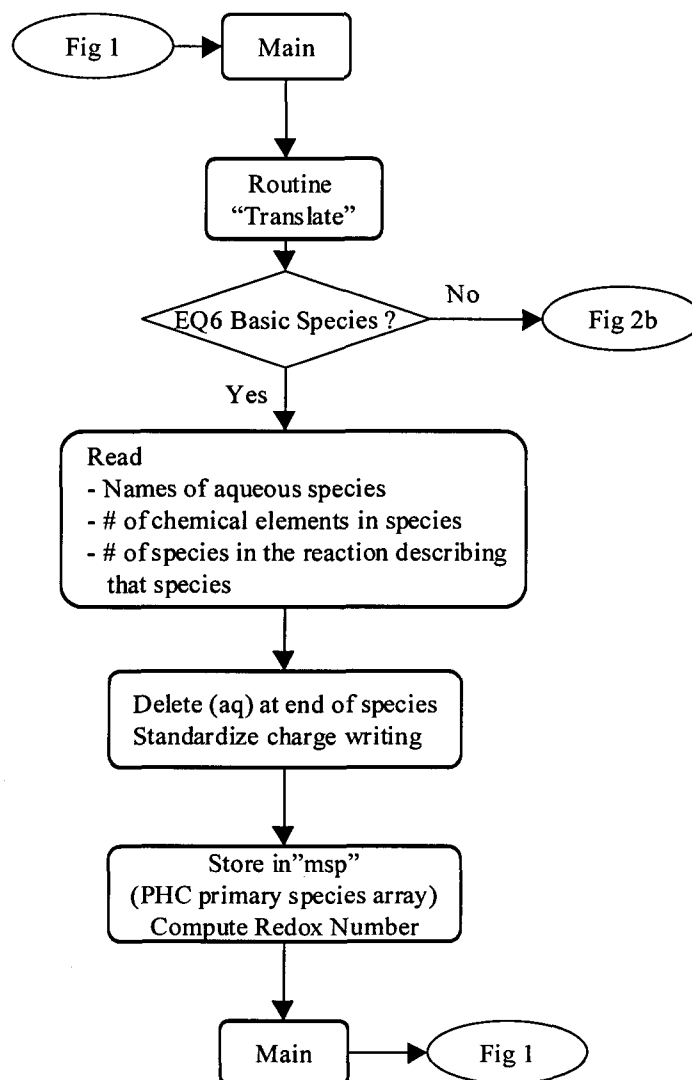 Fig 1
Main
Routine
“Translate”
EQ6 Basic Species ?
No
Fig 2b
Yes
Read
- Names of aqueous species
- # of chemical elements in species
- # of species in the reaction describing
that species
Delete (aq) at end of species
Standardize charge writing
Store in”msp”
(PHC primary species array)
Compute Redox Number
Main
Fig 1